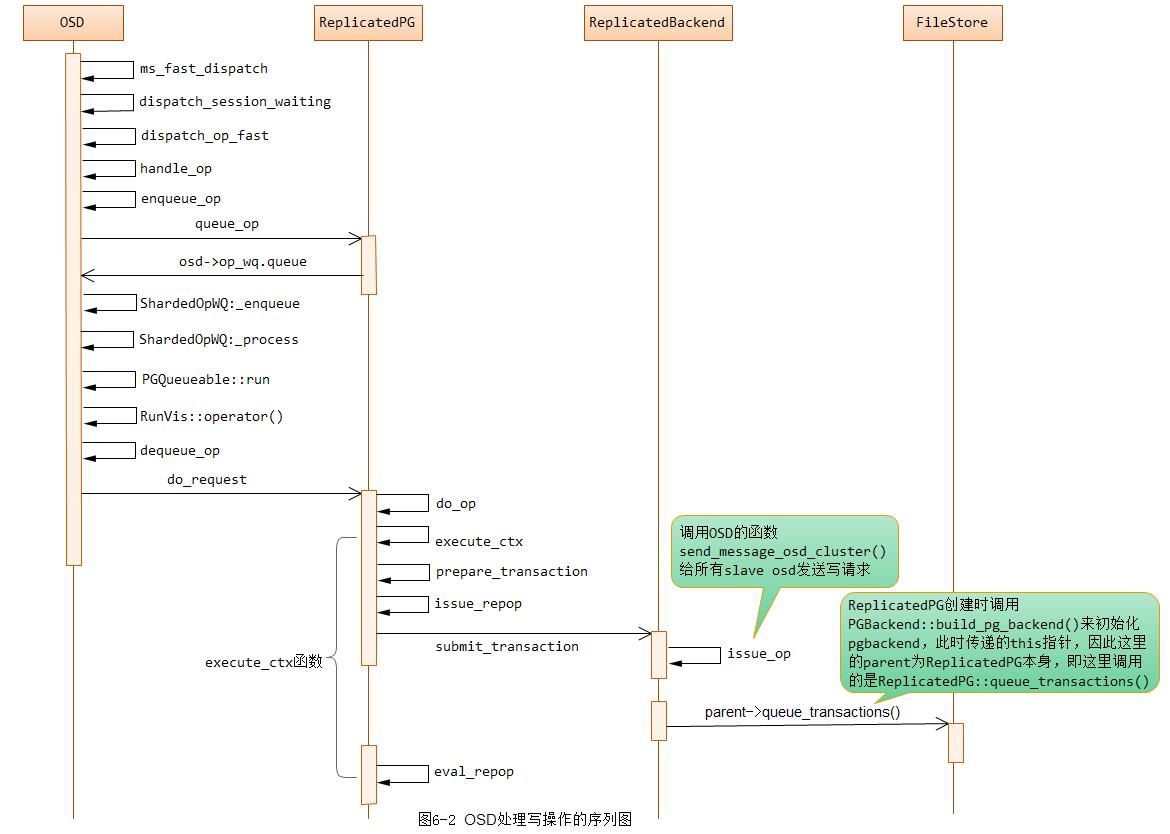 OSD
ReplicatedPG
ReplicatedBackend
FileStore
ms_fast_dispatch
dispatch_session_waiting
dispatch_op_fast
handle_op
enqueue_op
queue_op
osd->op_wq.queue
ShardedOpWQ:_enqueue
ShardedOpWQ:_process
PGQueueable::run
RunVis::operator()
dequeue_op
do_request
do_op
execute_ctx
prepare_transaction
issue_repop
submit_transaction
execute_ctx函数
调用OSD的函数
send_message_osd_cluster()
给所有slave osd发送写请求
issue_op
ReplicatedPG创建时调用
PGBackend::build_pg_backend()来初始化
pgbackend，此时传递的this指针，因此这里
的parent为ReplicatedPG本身，即这里调用
的是ReplicatedPG::queue_transactions()
parent->queue_transactions()
eval_repop
图6-2 OSD处理写操作的序列图